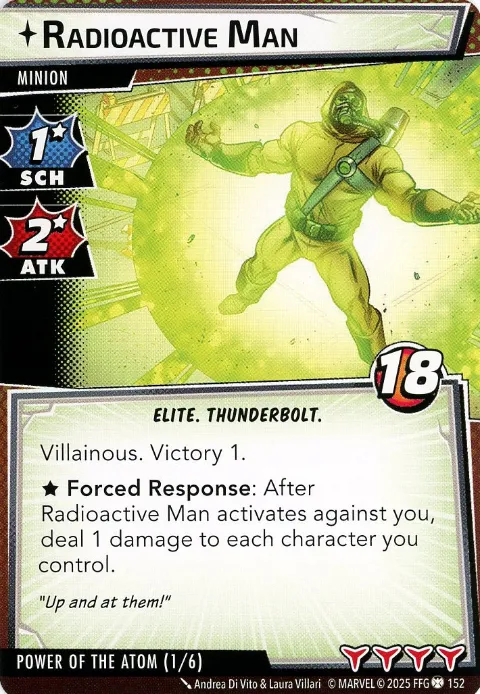 RADIOACTIVE MAN
MINION
1
SCH
2
ATK
18
ELITE. THUNDERBOLT.
Villainous. Victory 1.
★ Forced Response: After
Radioactive Man activates against you,
deal 1 damage to each character you
control.
"Up and at them!"
POWER OF THE ATOM (1/6)
Andrea Di Vito & Laura Villari © MARVEL © 2025 FFG 152